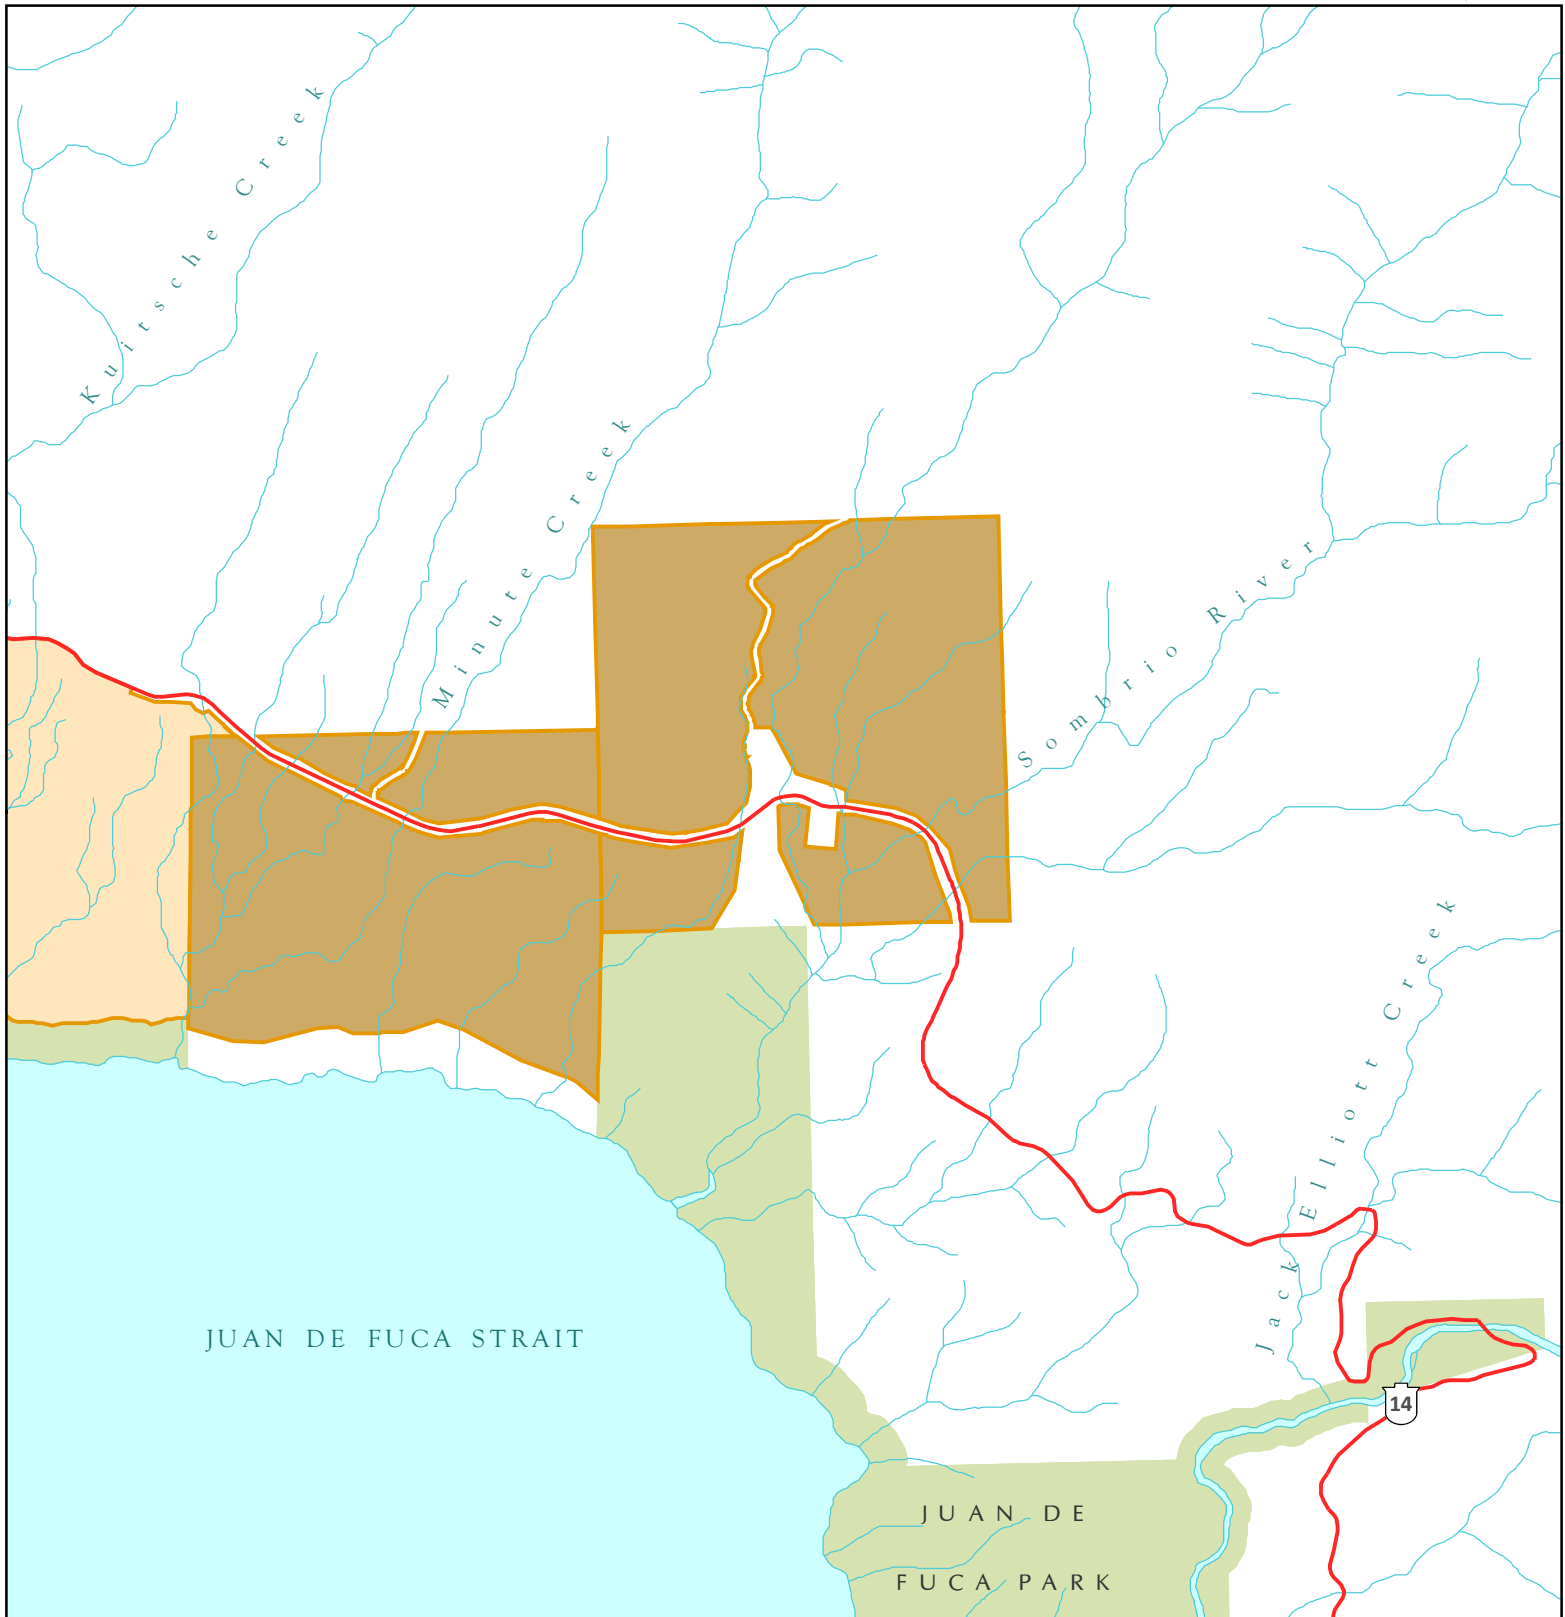 Kuitsche Creek
Minute Creek
Sombrio River
Jack Elliott Creek
JUAN DE FUCA STRAIT
14
JUAN DE
FUCA PARK